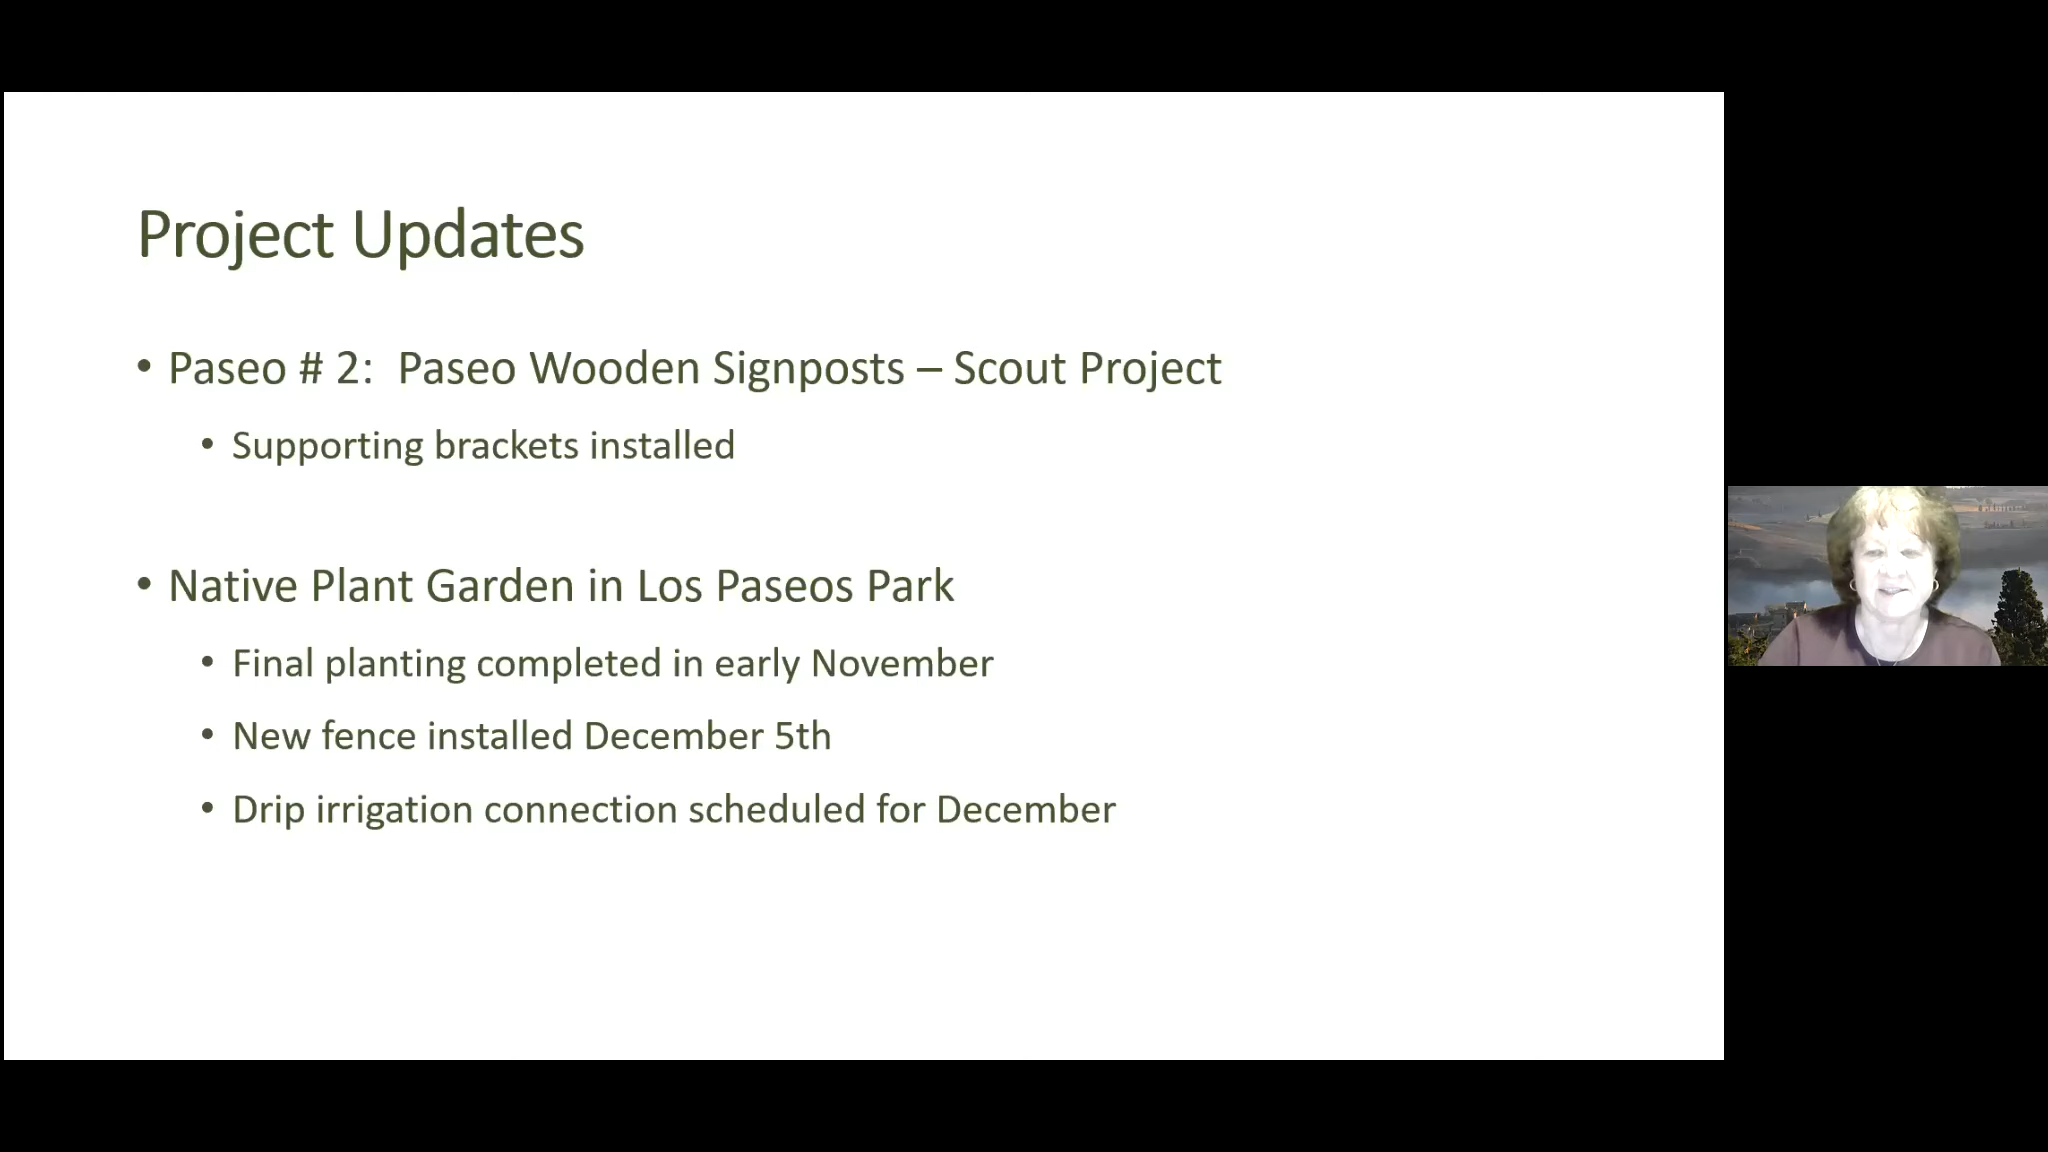 Project Updates
• Paseo # 2:  Paseo Wooden Signposts – Scout Project
• Supporting brackets installed
• Native Plant Garden in Los Paseos Park
• Final planting completed in early November
• New fence installed December 5th
• Drip irrigation connection scheduled for December